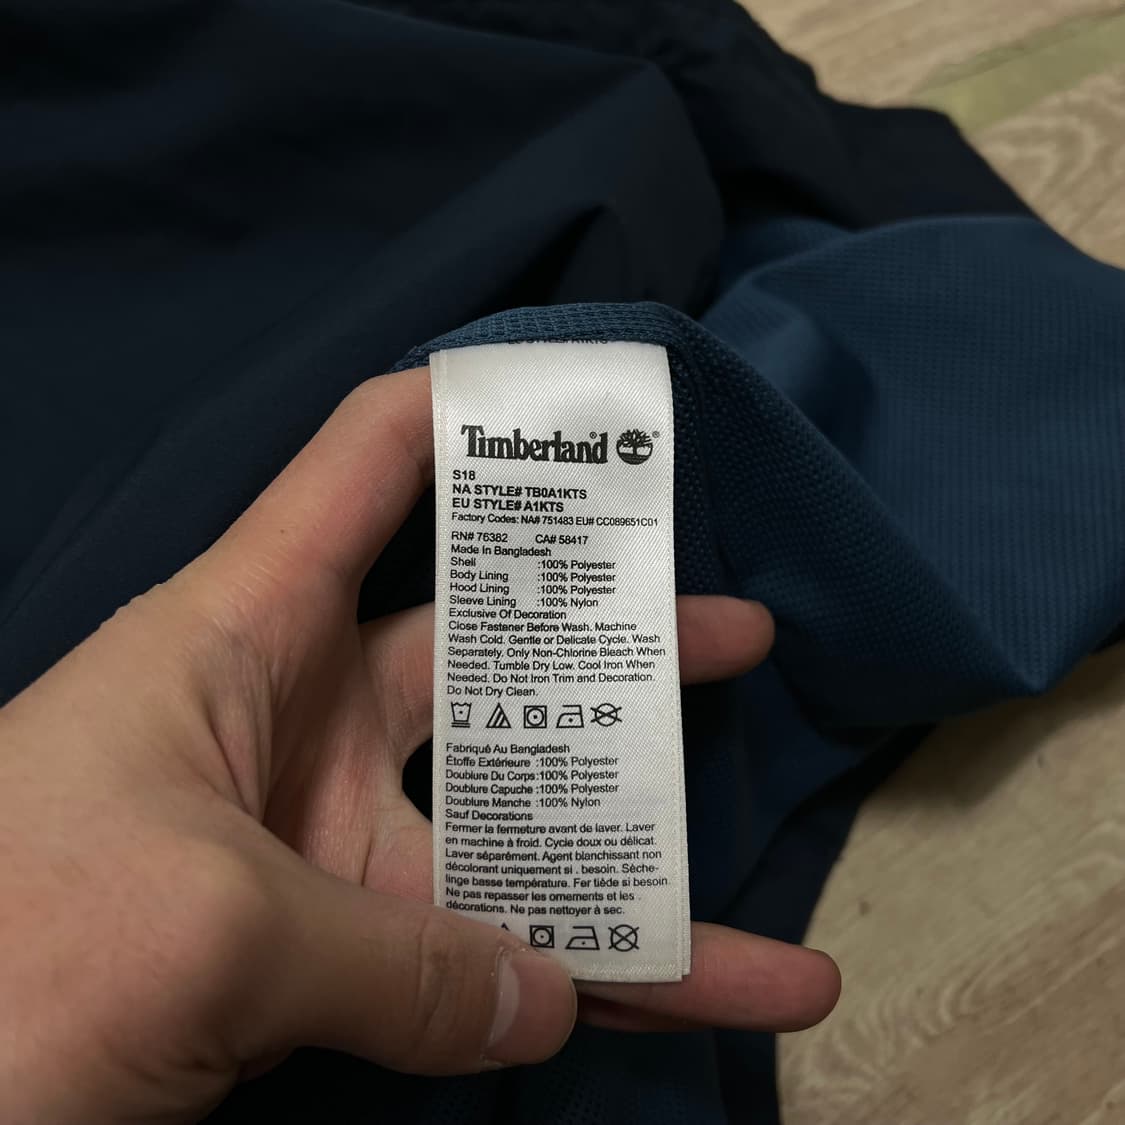 Timberland®
®
S18
NA STYLE# TB0A1KTS
EU STYLE# A1KTS
Factory Codes: NA# 751483 EU# CC089651C01
RN# 76382 CA# 58417
Made In Bangladesh
Shell :100% Polyester
Body Lining :100% Polyester
Hood Lining :100% Polyester
Sleeve Lining :100% Nylon
Exclusive Of Decoration
Close Fastener Before Wash. Machine
Wash Cold. Gentle or Delicate Cycle. Wash
Separately. Only Non-Chlorine Bleach When
Needed. Tumble Dry Low. Cool Iron When
Needed. Do Not Iron Trim and Decoration.
Do Not Dry Clean.
Fabriqué Au Bangladesh
Étoffe Extérieure :100% Polyester
Doublure Du Corps:100% Polyester
Doublure Capuche :100% Polyester
Doublure Manche :100% Nylon
Sauf Decorations
Fermer la fermeture avant de laver. Laver
en machine à froid. Cycle doux ou délicat.
Laver séparément. Agent blanchissant non
décolorant uniquement si . besoin. Sèche-
linge basse température. Fer tiède si besoin.
Ne pas repasser les ornements et les .
décorations. Ne pas nettoyer à sec.